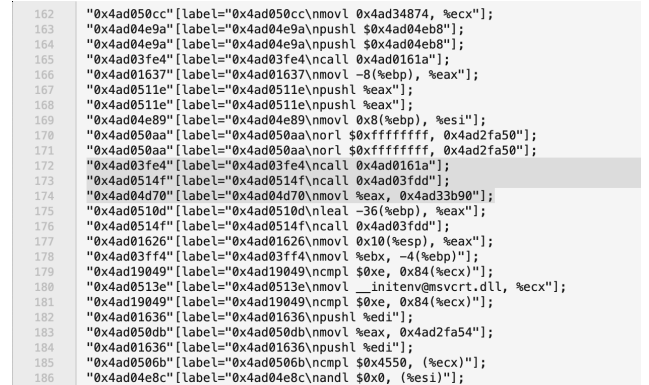 162 "0x4ad050cc"[label="0x4ad050cc\nmovl 0x4ad34874, %ecx"];
163 "0x4ad04e9a"[label="0x4ad04e9a\npushl $0x4ad04eb8"];
164 "0x4ad04e9a"[label="0x4ad04e9a\npushl $0x4ad04eb8"];
165 "0x4ad03fe4"[label="0x4ad03fe4\ncall 0x4ad0161a"];
166 "0x4ad01637"[label="0x4ad01637\nmovl -8(%ebp), %eax"];
167 "0x4ad0511e"[label="0x4ad0511e\npushl %eax"];
168 "0x4ad0511e"[label="0x4ad0511e\npushl %eax"];
169 "0x4ad04e89"[label="0x4ad04e89\nmovl 0x8(%ebp), %esi"];
170 "0x4ad050aa"[label="0x4ad050aa\norl $0xffffffff, 0x4ad2fa50"];
171 "0x4ad050aa"[label="0x4ad050aa\norl $0xffffffff, 0x4ad2fa50"];
172 "0x4ad03fe4"[label="0x4ad03fe4\ncall 0x4ad0161a"];
173 "0x4ad0514f"[label="0x4ad0514f\ncall 0x4ad03fdd"];
174 "0x4ad04d70"[label="0x4ad04d70\nmovl %eax, 0x4ad33b90"];
175 "0x4ad0510d"[label="0x4ad0510d\nleal -36(%ebp), %eax"];
176 "0x4ad0514f"[label="0x4ad0514f\ncall 0x4ad03fdd"];
177 "0x4ad01626"[label="0x4ad01626\nmovl 0x10(%esp), %eax"];
178 "0x4ad03ff4"[label="0x4ad03ff4\nmovl %ebx, -4(%ebp)"];
179 "0x4ad19049"[label="0x4ad19049\ncmpl $0xe, 0x84(%ecx)"];
180 "0x4ad0513e"[label="0x4ad0513e\nmovl __initenv@msvcrt.dll, %ecx"];
181 "0x4ad19049"[label="0x4ad19049\ncmpl $0xe, 0x84(%ecx)"];
182 "0x4ad01636"[label="0x4ad01636\npushl %edi"];
183 "0x4ad050db"[label="0x4ad050db\nmovl %eax, 0x4ad2fa54"];
184 "0x4ad01636"[label="0x4ad01636\npushl %edi"];
185 "0x4ad0506b"[label="0x4ad0506b\ncmpl $0x4550, (%ecx)"];
186 "0x4ad04e8c"[label="0x4ad04e8c\nandl $0x0, (%esi)"];